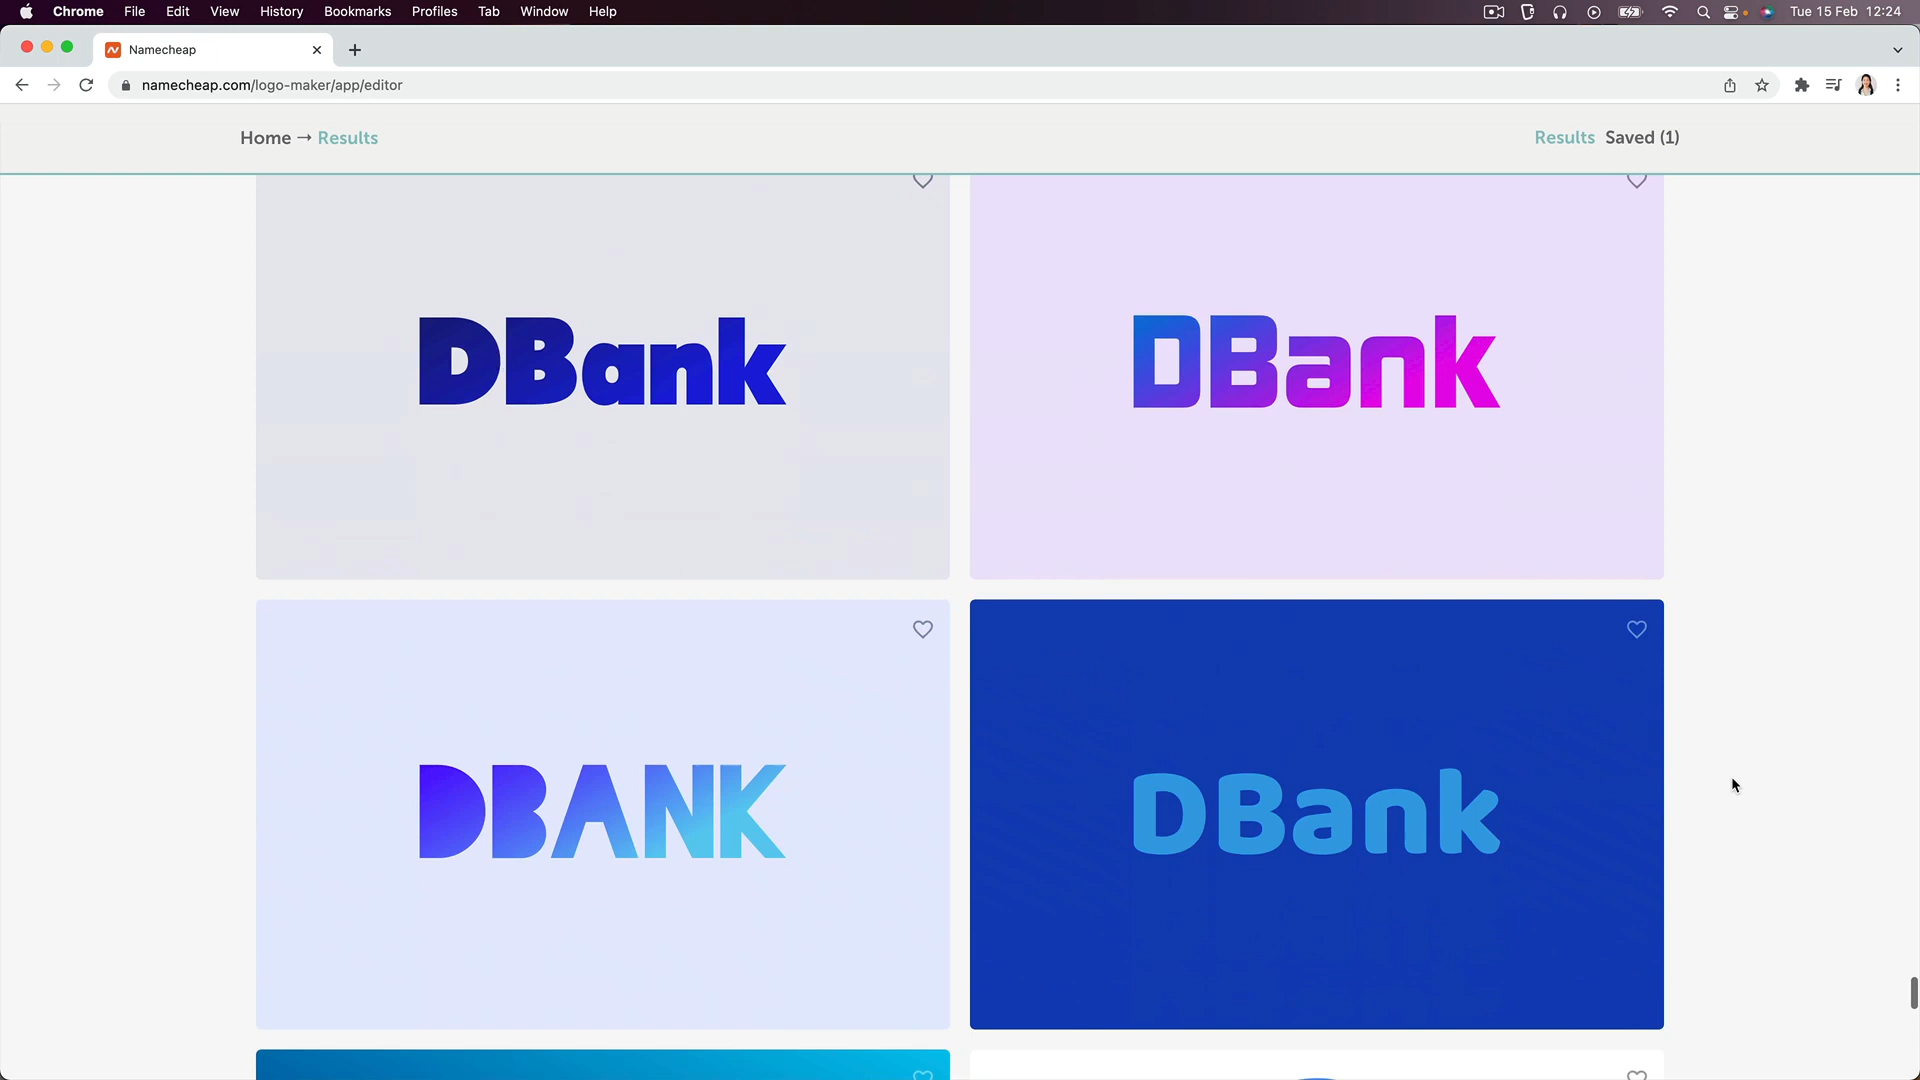 Chrome File Edit View History Bookmarks Profiles Tab Window Help Tue 15 Feb 12:24
Namecheap
namecheap.com/logo-maker/app/editor
Home → Results Results Saved (1)
DBank DBank
DBANK DBank